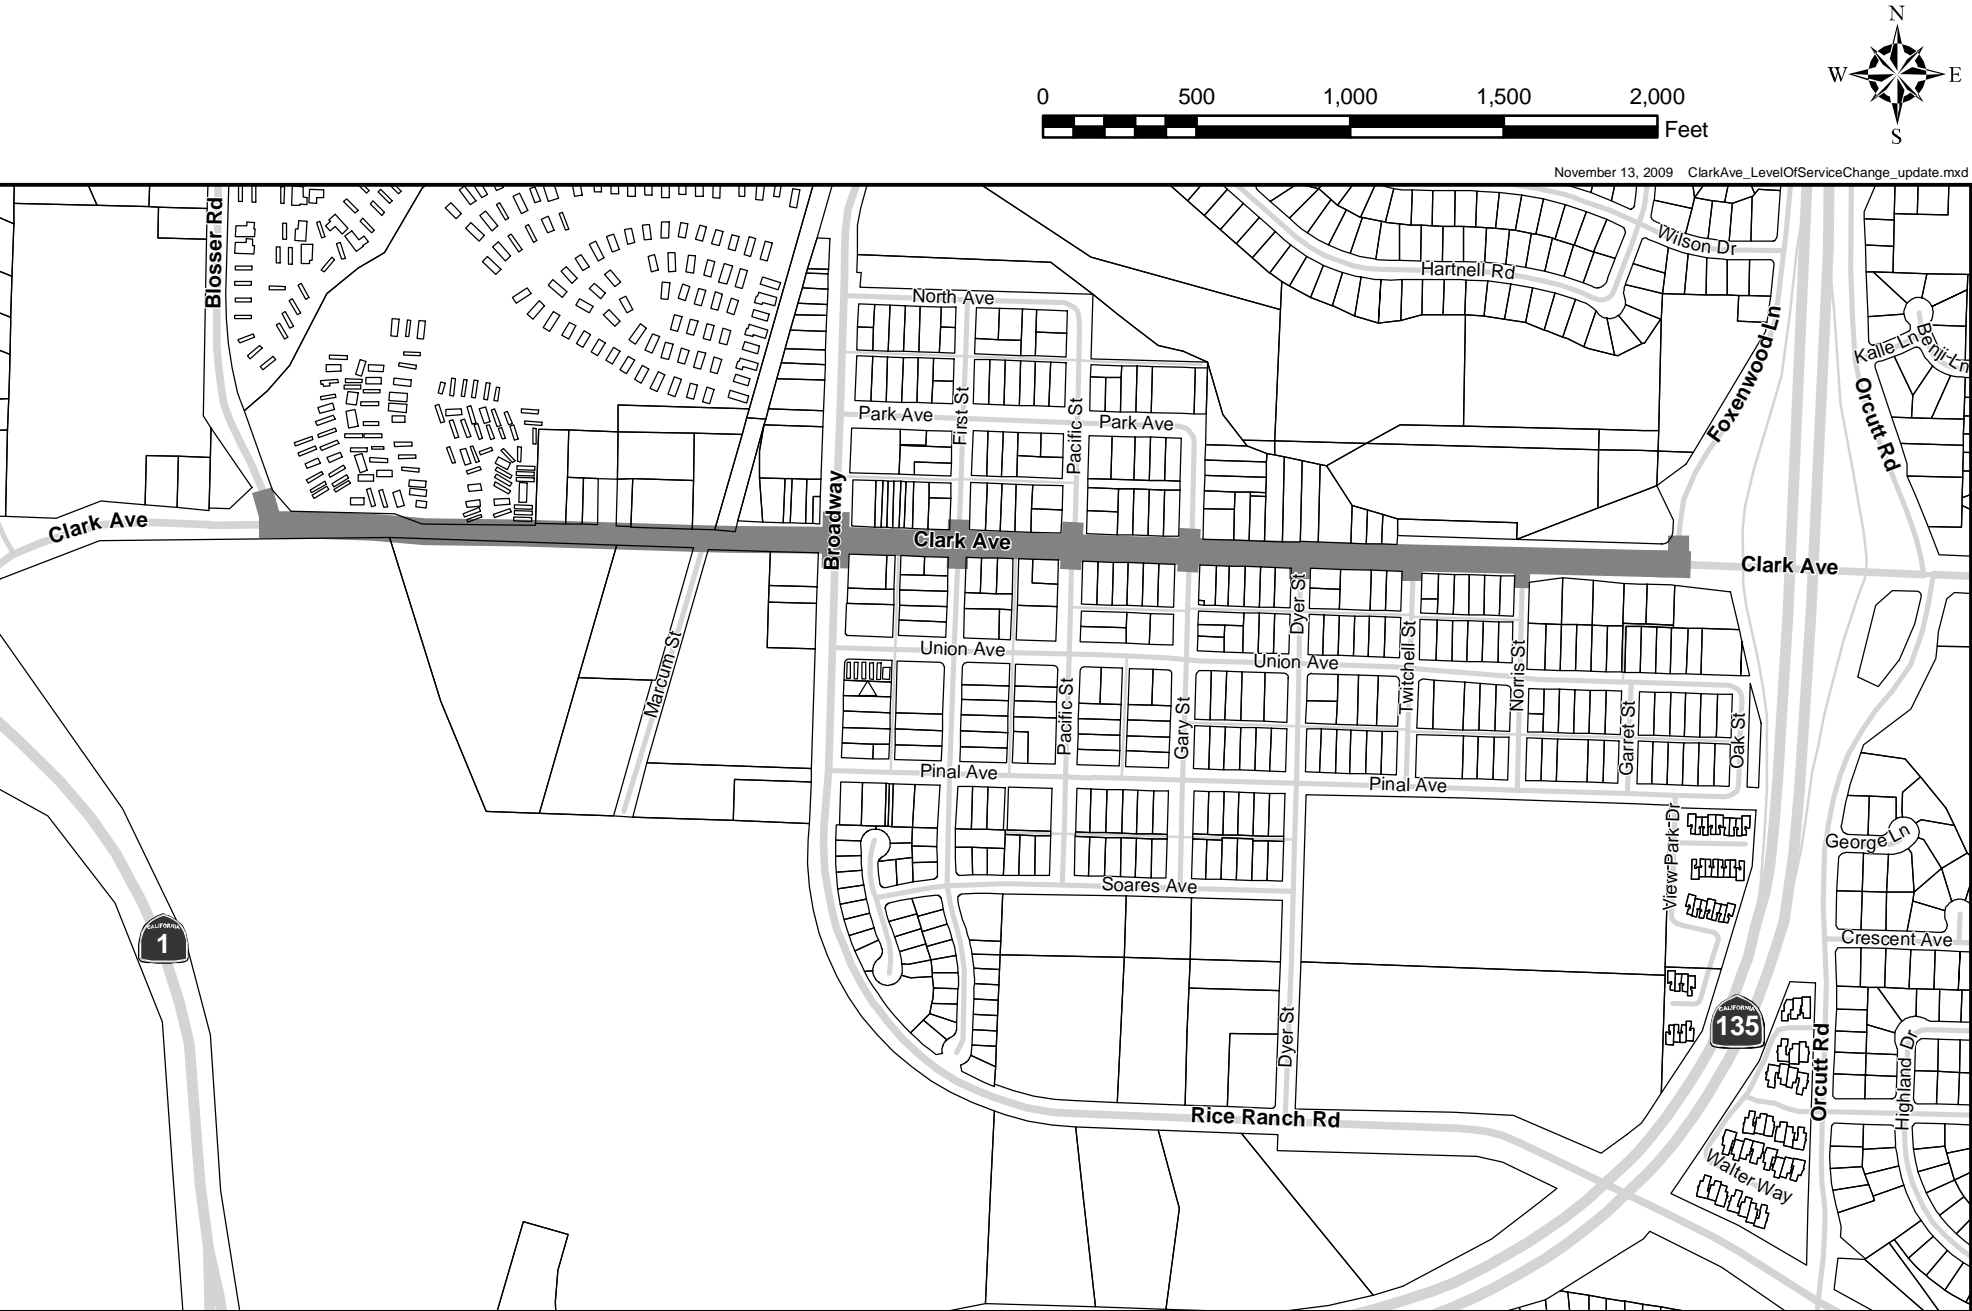 N
W E
S
0 500 1,000 1,500 2,000
Feet
November 13, 2009 ClarkAve_LevelOfServiceChange_update.mxd
Blosser Rd
Wilson Dr
Hartnell Rd
North Ave
Foxenwood Ln
Kalle Ln
Benji Ln
Orcutt Rd
Park Ave
First St
Pacific St
Park Ave
Broadway
Clark Ave
Clark Ave
Clark Ave
Dyer St
Marcum St
Union Ave
Union Ave
Twitchell St
Norris St
Pacific St
Gary St
Garret St
Oak St
Pinal Ave
Pinal Ave
View Park Dr
George Ln
Soares Ave
CALIFORNIA
1
Crescent Ave
CALIFORNIA
135
Dyer St
Orcutt Rd
Highland Dr
Rice Ranch Rd
Walter Way